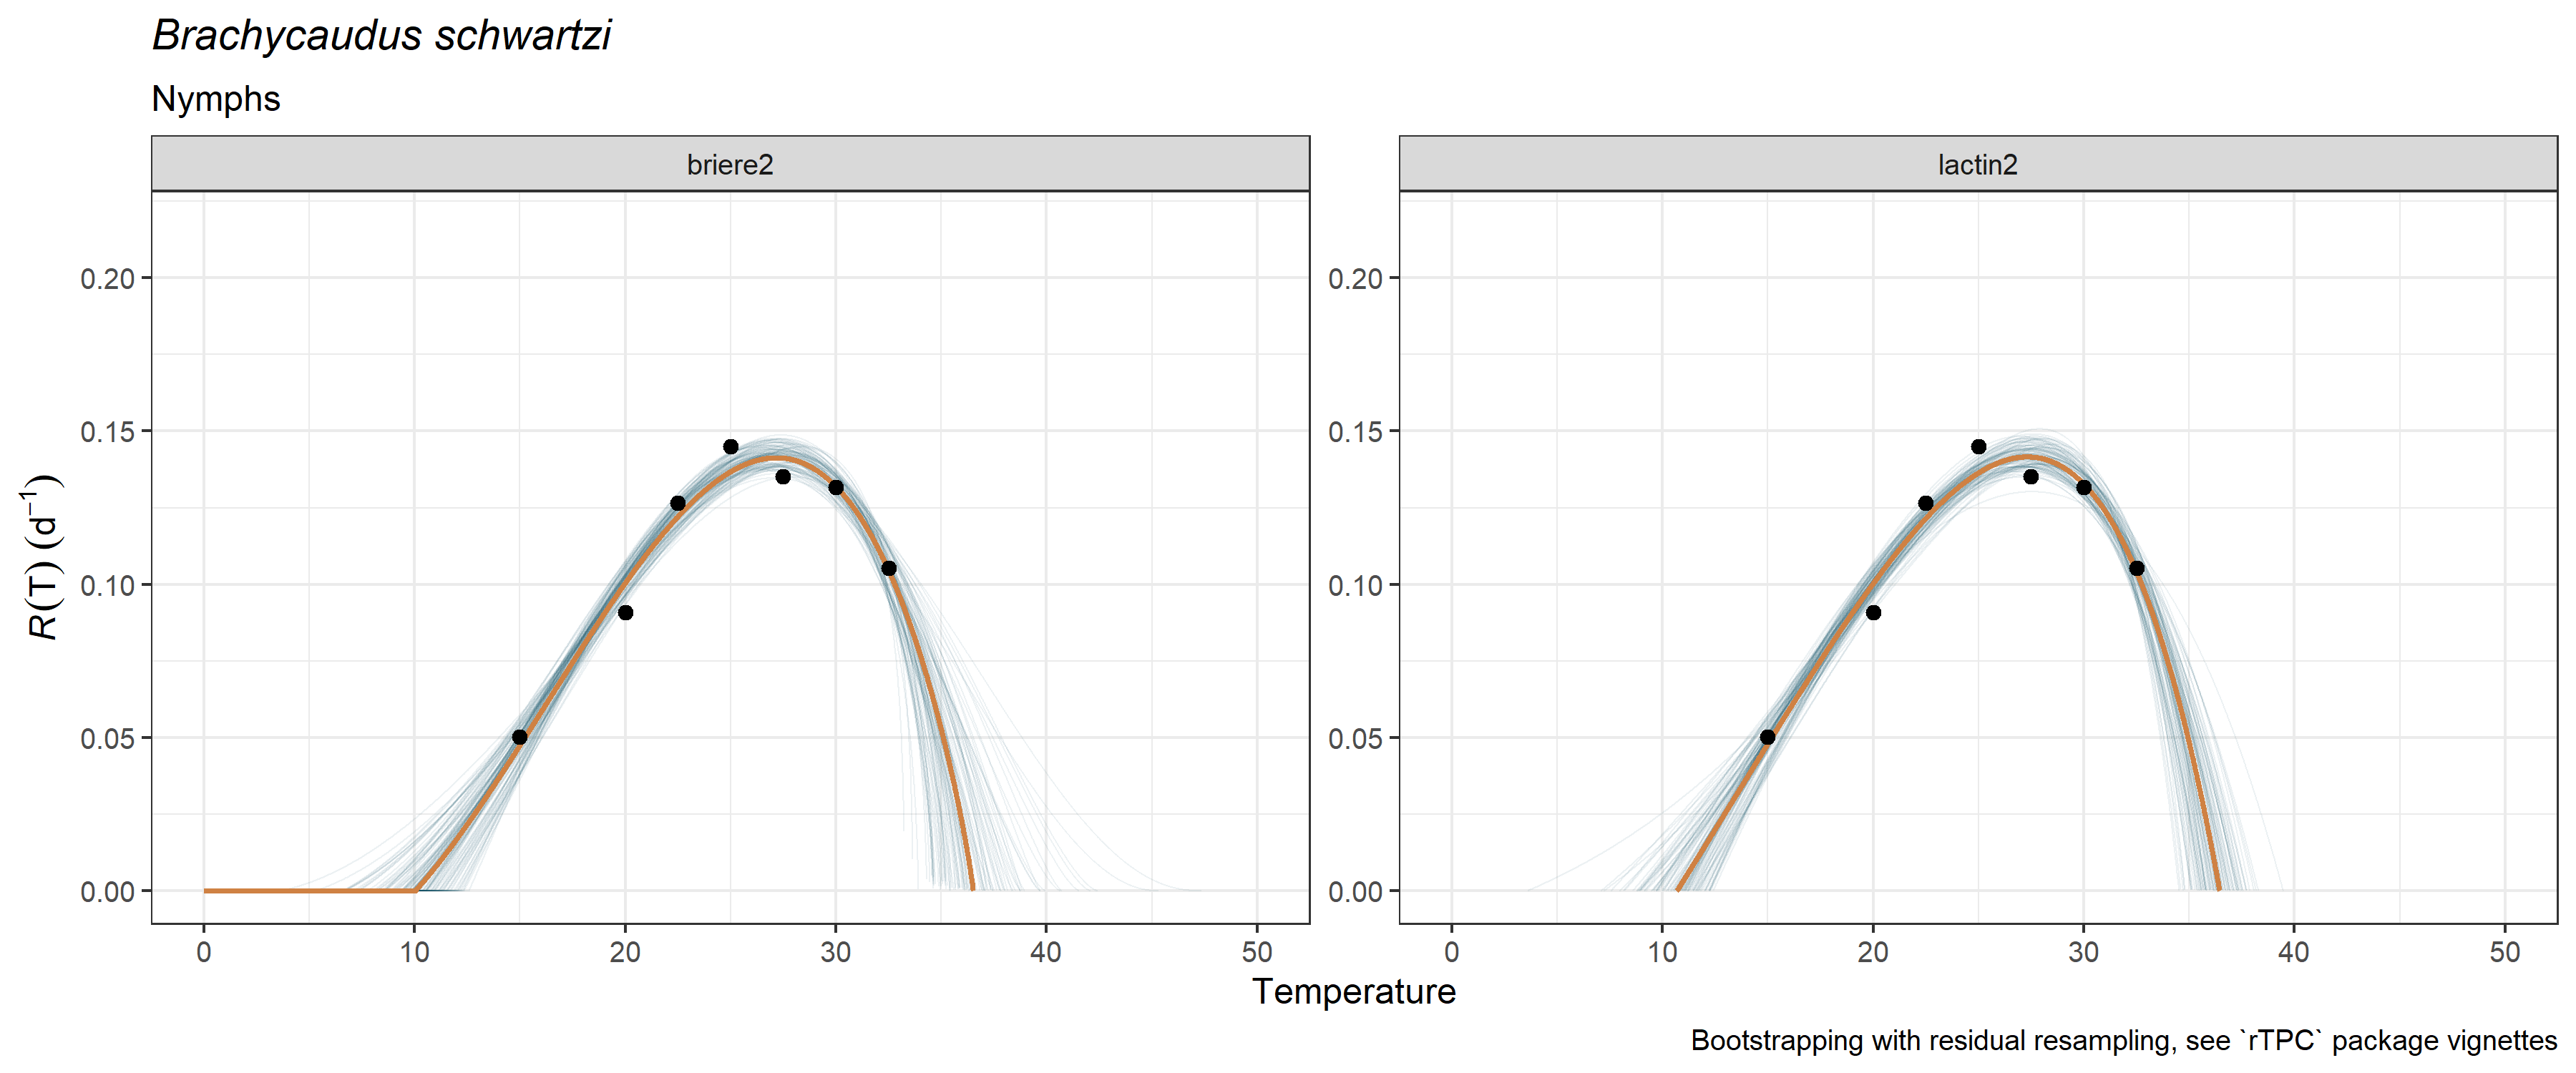 Brachycaudus schwartzi
Nymphs
briere2
lactin2
R(T) (d⁻¹)
0.20
0.15
0.10
0.05
0.00
0.20
0.15
0.10
0.05
0.00
0 10 20 30 40 50
0 10 20 30 40 50
Temperature
Bootstrapping with residual resampling, see `rTPC` package vignettes